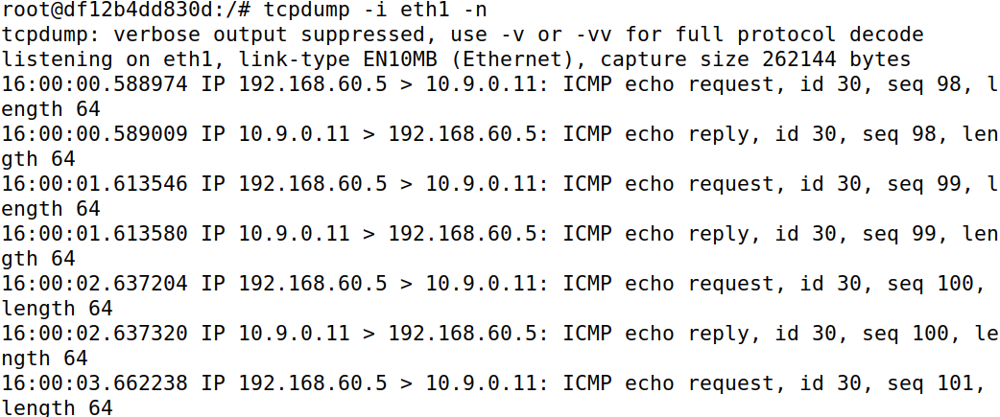 root@df12b4dd830d:/# tcpdump -i eth1 -n
tcpdump: verbose output suppressed, use -v or -vv for full protocol decode
listening on eth1, link-type EN10MB (Ethernet), capture size 262144 bytes
16:00:00.588974 IP 192.168.60.5 > 10.9.0.11: ICMP echo request, id 30, seq 98, l
ength 64
16:00:00.589009 IP 10.9.0.11 > 192.168.60.5: ICMP echo reply, id 30, seq 98, len
gth 64
16:00:01.613546 IP 192.168.60.5 > 10.9.0.11: ICMP echo request, id 30, seq 99, l
ength 64
16:00:01.613580 IP 10.9.0.11 > 192.168.60.5: ICMP echo reply, id 30, seq 99, len
gth 64
16:00:02.637204 IP 192.168.60.5 > 10.9.0.11: ICMP echo request, id 30, seq 100,
length 64
16:00:02.637320 IP 10.9.0.11 > 192.168.60.5: ICMP echo reply, id 30, seq 100, le
ngth 64
16:00:03.662238 IP 192.168.60.5 > 10.9.0.11: ICMP echo request, id 30, seq 101,
length 64